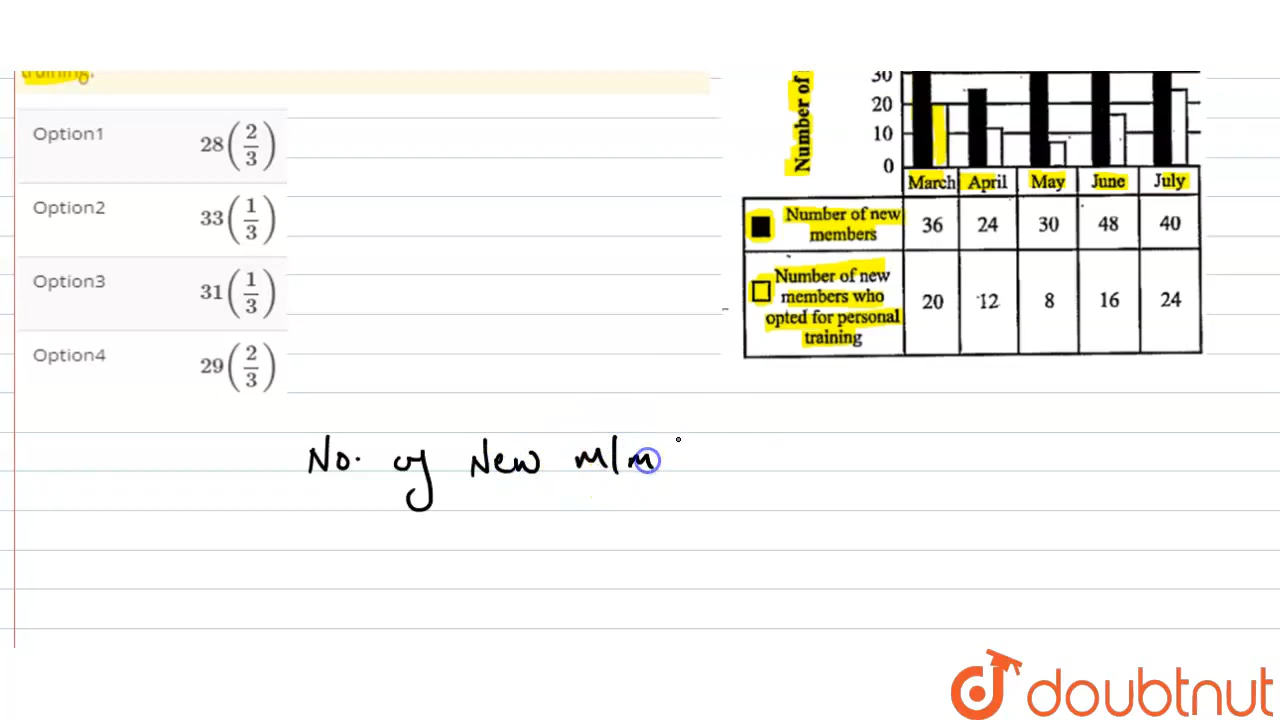 training.
Option1 28(2/3)
Option2 33(1/3)
Option3 31(1/3)
Option4 29(2/3)
Number of
30
20
10
0
March April May June July
Number of new members 36 24 30 48 40
Number of new members who opted for personal training 20 12 8 16 24
No. of New M/m
doubtnut